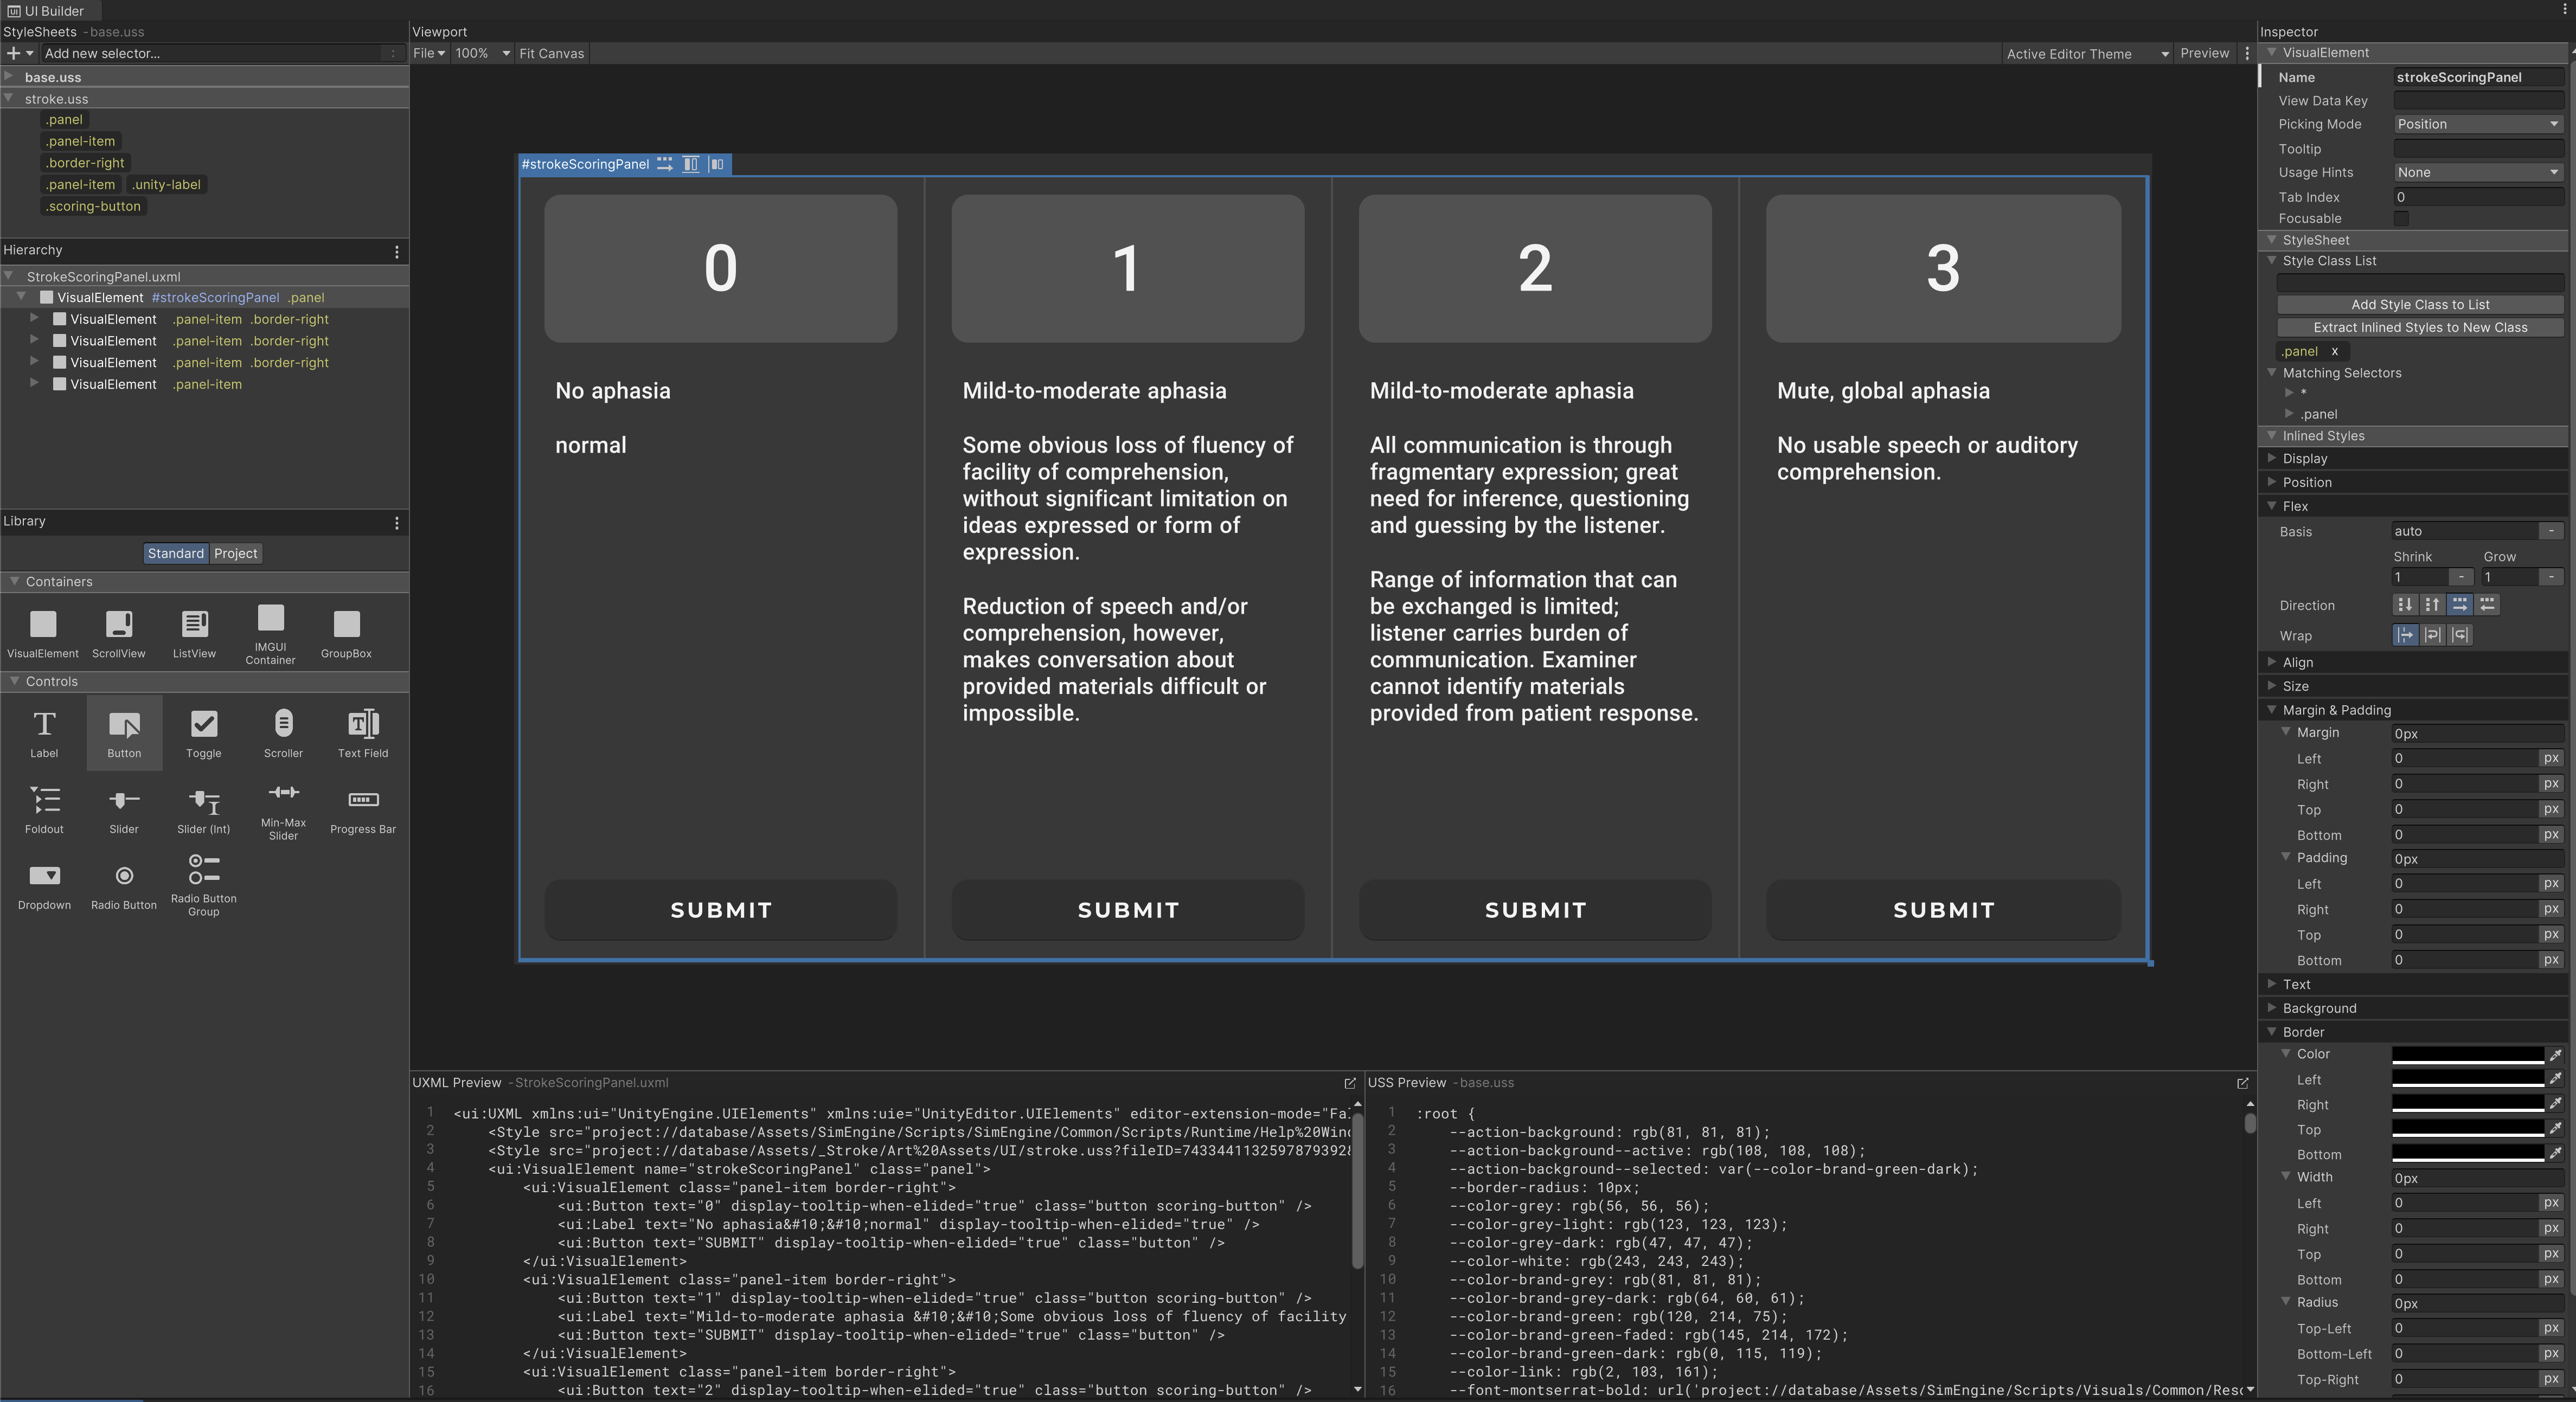 UI Builder
StyleSheets - base.uss
Add new selector...
base.uss
stroke.uss
.panel
.panel-item
.border-right
.panel-item .unity-label
.scoring-button
Hierarchy
StrokeScoringPanel.uxml
VisualElement #strokeScoringPanel .panel
VisualElement .panel-item .border-right
VisualElement .panel-item .border-right
VisualElement .panel-item .border-right
VisualElement .panel-item
Library
Standard Project
Containers
VisualElement ScrollView ListView IMGUI Container GroupBox
Controls
Label Button Toggle Scroller Text Field
Foldout Slider Slider (Int) Min-Max Slider Progress Bar
Dropdown Radio Button Radio Button Group
Viewport
File 100% Fit Canvas
Active Editor Theme Preview
#strokeScoringPanel
0
No aphasia
normal
SUBMIT
1
Mild-to-moderate aphasia
Some obvious loss of fluency of
facility of comprehension,
without significant limitation on
ideas expressed or form of
expression.
Reduction of speech and/or
comprehension, however,
makes conversation about
provided materials difficult or
impossible.
SUBMIT
2
Mild-to-moderate aphasia
All communication is through
fragmentary expression; great
need for inference, questioning
and guessing by the listener.
Range of information that can
be exchanged is limited;
listener carries burden of
communication. Examiner
cannot identify materials
provided from patient response.
SUBMIT
3
Mute, global aphasia
No usable speech or auditory
comprehension.
SUBMIT
UXML Preview - StrokeScoringPanel.uxml
1 <ui:UXML xmlns:ui="UnityEngine.UIElements" xmlns:uie="UnityEditor.UIElements" editor-extension-mode="Fal
2 <Style src="project://database/Assets/SimEngine/Scripts/SimEngine/Common/Scripts/Runtime/Help%20Wind
3 <Style src="project://database/Assets/_Stroke/Art%20Assets/UI/stroke.uss?fileID=7433441132597879392&
4 <ui:VisualElement name="strokeScoringPanel" class="panel">
5 <ui:VisualElement class="panel-item border-right">
6 <ui:Button text="0" display-tooltip-when-elided="true" class="button scoring-button" />
7 <ui:Label text="No aphasia&#10;&#10;normal" display-tooltip-when-elided="true" />
8 <ui:Button text="SUBMIT" display-tooltip-when-elided="true" class="button" />
9 </ui:VisualElement>
10 <ui:VisualElement class="panel-item border-right">
11 <ui:Button text="1" display-tooltip-when-elided="true" class="button scoring-button" />
12 <ui:Label text="Mild-to-moderate aphasia &#10;&#10;Some obvious loss of fluency of facility
13 <ui:Button text="SUBMIT" display-tooltip-when-elided="true" class="button" />
14 </ui:VisualElement>
15 <ui:VisualElement class="panel-item border-right">
16 <ui:Button text="2" display-tooltip-when-elided="true" class="button scoring-button" />
USS Preview - base.uss
1 :root {
2 --action-background: rgb(81, 81, 81);
3 --action-background--active: rgb(108, 108, 108);
4 --action-background--selected: var(--color-brand-green-dark);
5 --border-radius: 10px;
6 --color-grey: rgb(56, 56, 56);
7 --color-grey-light: rgb(123, 123, 123);
8 --color-grey-dark: rgb(47, 47, 47);
9 --color-white: rgb(243, 243, 243);
10 --color-brand-grey: rgb(81, 81, 81);
11 --color-brand-grey-dark: rgb(64, 60, 61);
12 --color-brand-green: rgb(120, 214, 75);
13 --color-brand-green-faded: rgb(145, 214, 172);
14 --color-brand-green-dark: rgb(0, 115, 119);
15 --color-link: rgb(2, 103, 161);
16 --font-montserrat-bold: url('project://database/Assets/SimEngine/Scripts/Visuals/Common/Reso
Inspector
VisualElement
Name strokeScoringPanel
View Data Key
Picking Mode Position
Tooltip
Usage Hints None
Tab Index 0
Focusable
StyleSheet
Style Class List
Add Style Class to List
Extract Inlined Styles to New Class
.panel x
Matching Selectors
*
.panel
Inlined Styles
Display
Position
Flex
Basis auto -
Shrink Grow
1 - 1 -
Direction
Wrap
Align
Size
Margin & Padding
Margin 0px
Left 0 px
Right 0 px
Top 0 px
Bottom 0 px
Padding 0px
Left 0 px
Right 0 px
Top 0 px
Bottom 0 px
Text
Background
Border
Color
Left
Right
Top
Bottom
Width 0px
Left 0 px
Right 0 px
Top 0 px
Bottom 0 px
Radius 0px
Top-Left 0 px
Bottom-Left 0 px
Top-Right 0 px